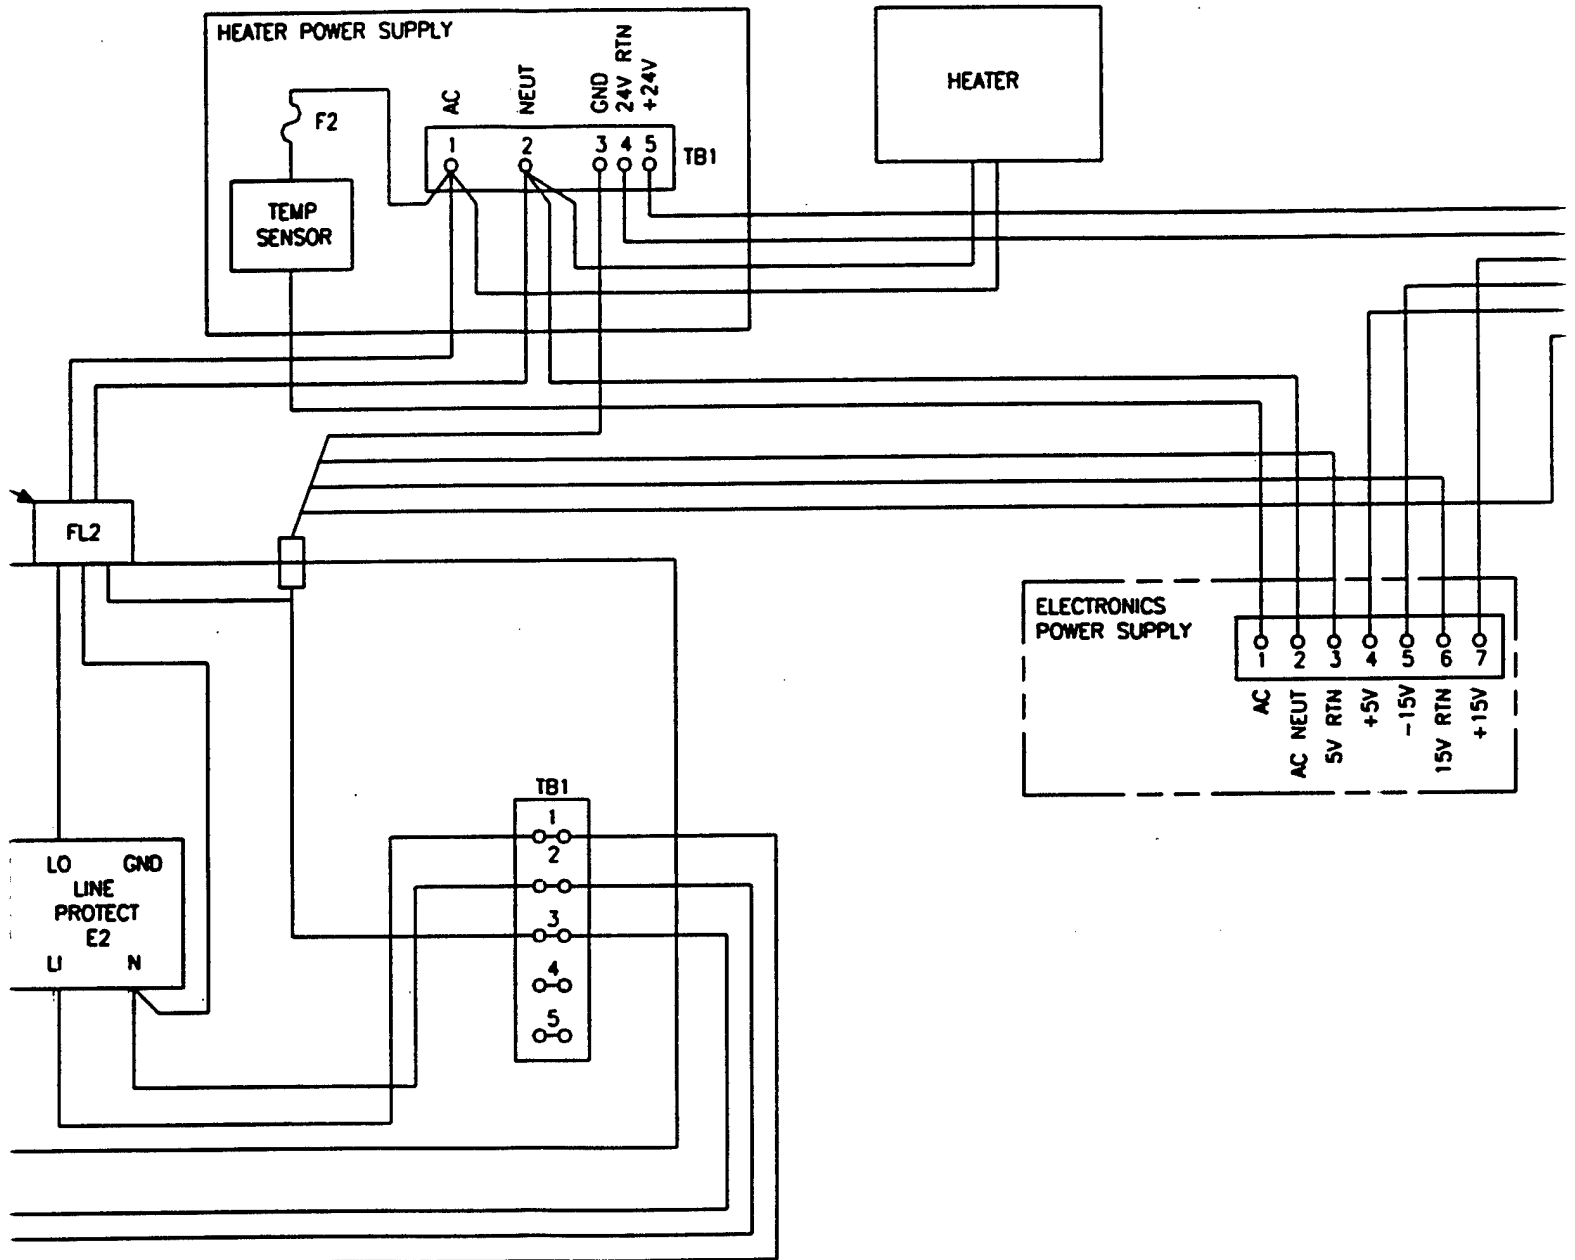 HEATER POWER SUPPLY
AC
NEUT
GND
24V RTN
+24V
F2
1
2
3
4
5
TB1
TEMP
SENSOR
HEATER
FL2
ELECTRONICS
POWER SUPPLY
1
2
3
4
5
6
7
AC
AC NEUT
5V RTN
+5V
-15V
15V RTN
+15V
LO
GND
LINE
PROTECT
E2
LI
N
TB1
1
2
3
4
5